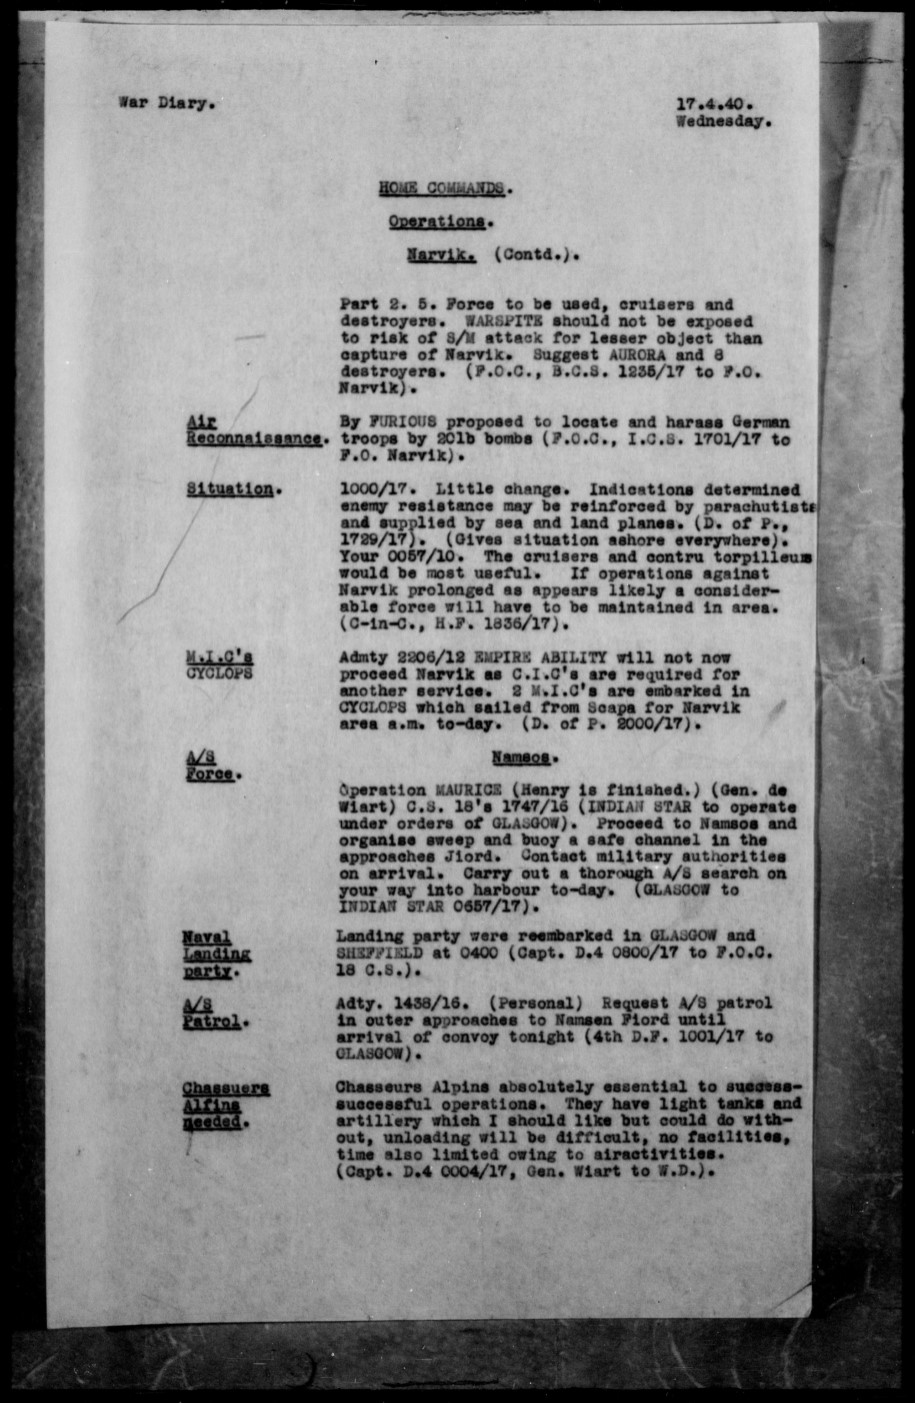 War Diary.
17.4.40.
Wednesday.
HOME COMMANDS.
Operations.
Narvik. (Contd.).
Part 2. 5. Force to be used, cruisers and
destroyers. WARSPITE should not be exposed
to risk of S/M attack for lesser object than
capture of Narvik. Suggest AURORA and 8
destroyers. (F.O.C., B.C.S. 1235/17 to F.O.
Narvik).
Air
Reconnaissance.
By FURIOUS proposed to locate and harass German
troops by 20lb bombs (F.O.C., I.C.S. 1701/17 to
F.O. Narvik).
Situation.
1000/17. Little change. Indications determined
enemy resistance may be reinforced by parachutists
and supplied by sea and land planes. (D. of P.,
1729/17). (Gives situation ashore everywhere).
Your 0057/10. The cruisers and contru torpilleum
would be most useful. If operations against
Narvik prolonged as appears likely a consider-
able force will have to be maintained in area.
(C-in-C., H.F. 1836/17).
M.I.C's
CYCLOPS
Admty 2206/12 EMPIRE ABILITY will not now
proceed Narvik as C.I.C's are required for
another service. 2 M.I.C's are embarked in
CYCLOPS which sailed from Scapa for Narvik
area a.m. to-day. (D. of P. 2000/17).
A/S
Force.
Namsos.
Operation MAURICE (Henry is finished.) (Gen. de
Wiart) C.S. 18's 1747/16 (INDIAN STAR to operate
under orders of GLASGOW). Proceed to Namsos and
organise sweep and buoy a safe channel in the
approaches Jiord. Contact military authorities
on arrival. Carry out a thorough A/S search on
your way into harbour to-day. (GLASGOW to
INDIAN STAR 0657/17).
Naval
Landing
party.
Landing party were reembarked in GLASGOW and
SHEFFIELD at 0400 (Capt. D.4 0800/17 to F.O.C.
18 C.S.).
A/S
Patrol.
Adty. 1438/16. (Personal) Request A/S patrol
in outer approaches to Namsen Fiord until
arrival of convoy tonight (4th D.F. 1001/17 to
GLASGOW).
Chassuers
Alfins
needed.
Chasseurs Alpins absolutely essential to success-
successful operations. They have light tanks and
artillery which I should like but could do with-
out, unloading will be difficult, no facilities,
time also limited owing to airactivities.
(Capt. D.4 0004/17, Gen. Wiart to W.D.).